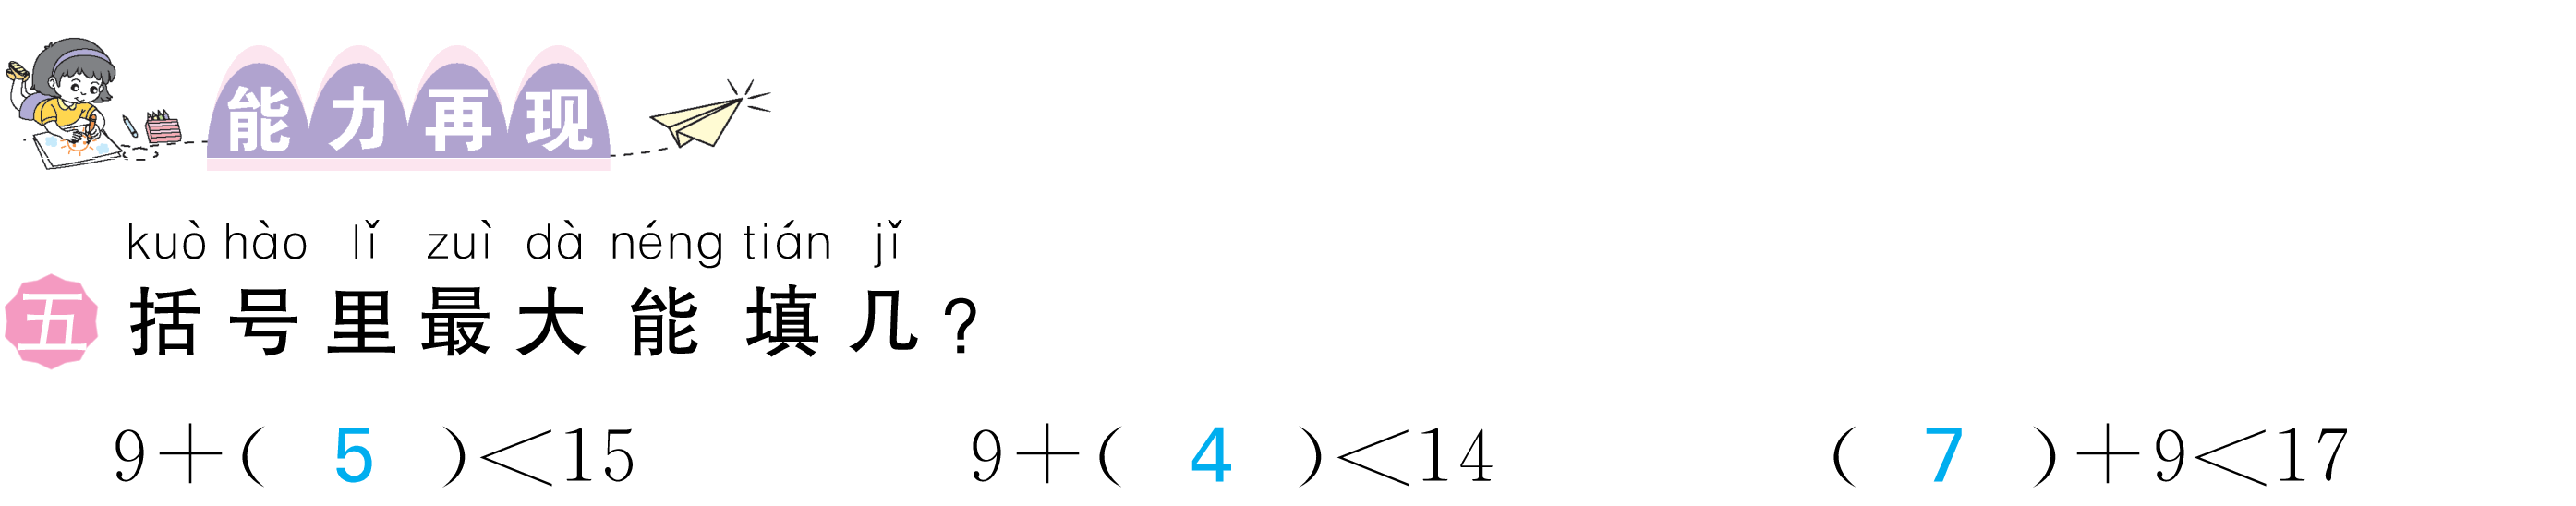 能力再现
kuò hào lǐ zuì dà néng tián jǐ
五 括号里最大能填几?
9+( 5 )<15 9+( 4 )<14 ( 7 )+9<17